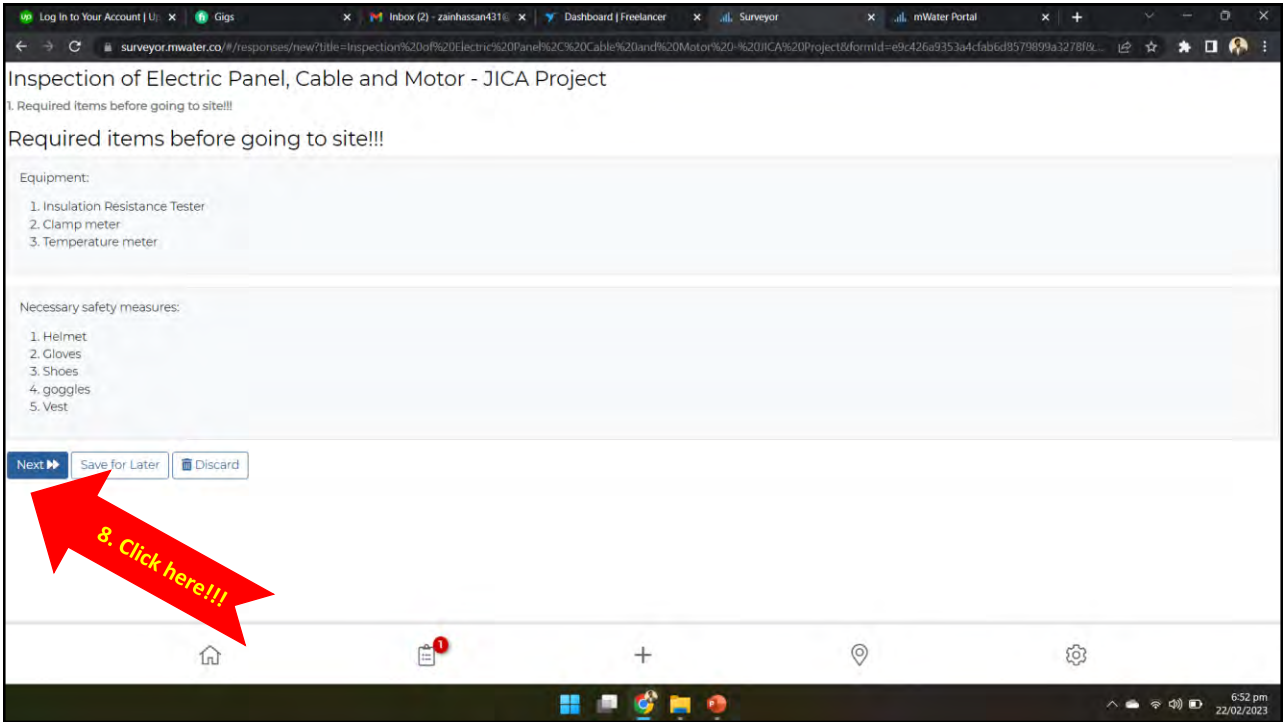 Log In to Your Account | U
Gigs
Inbox (2) - zainhassan431
Dashboard | Freelancer
Surveyor
mWater Portal
surveyor.mwater.co/#/responses/new?title=Inspection%20of%20Electric%20Panel%2C%20Cable%20and%20Motor%20-%20JICA%20Project&formId=e9c426a9353a4cfab6d8579899a3278f8c...
Inspection of Electric Panel, Cable and Motor - JICA Project
1. Required items before going to site!!!
Required items before going to site!!!
Equipment:
1. Insulation Resistance Tester
2. Clamp meter
3. Temperature meter
Necessary safety measures:
1. Helmet
2. Gloves
3. Shoes
4. goggles
5. Vest
Next
Save for Later
Discard
8. Click here!!!
1
6:52 pm
22/02/2023